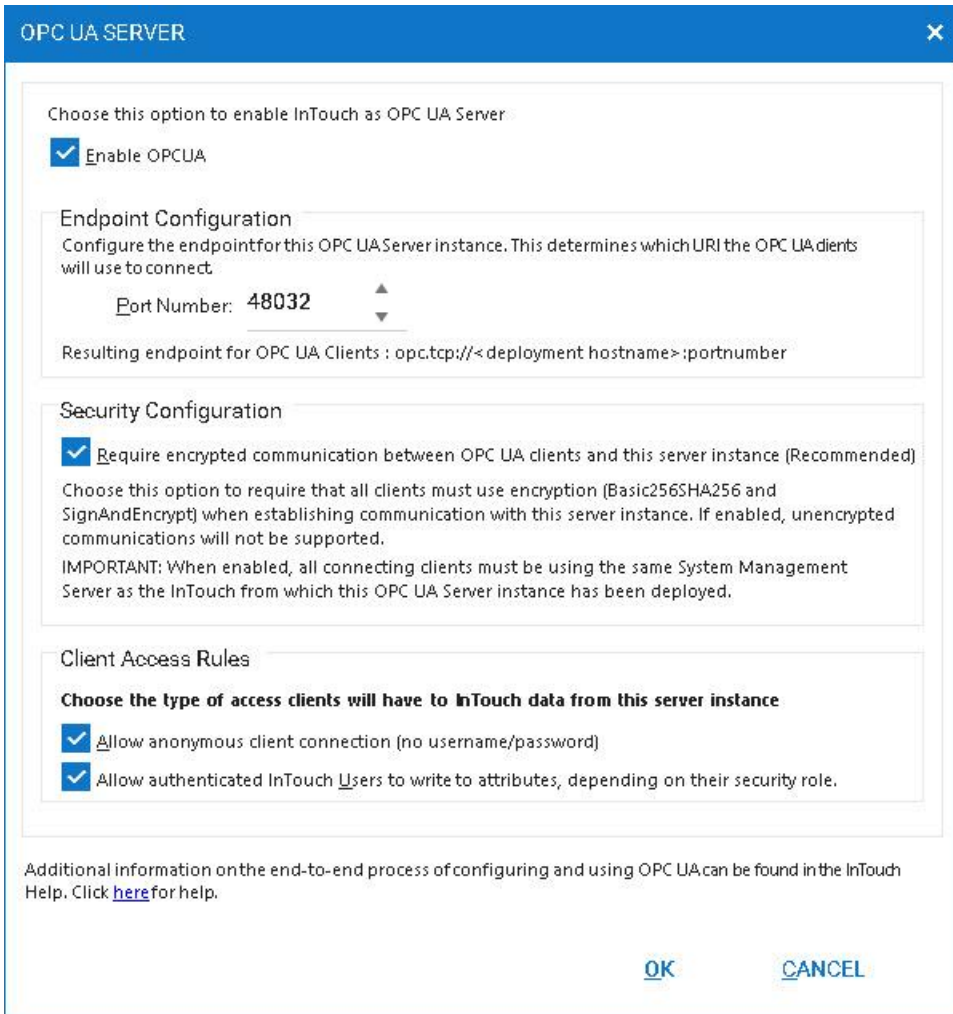 OPC UA SERVER
Choose this option to enable InTouch as OPC UA Server
Enable OPCUA
Endpoint Configuration
Configure the endpoint for this OPC UA Server instance. This determines which URI the OPC UA clients
will use to connect.
Port Number: 48032
Resulting endpoint for OPC UA Clients : opc.tcp://<deployment hostname>:portnumber
Security Configuration
Require encrypted communication between OPC UA clients and this server instance (Recommended)
Choose this option to require that all clients must use encryption (Basic256SHA256 and
SignAndEncrypt) when establishing communication with this server instance. If enabled, unencrypted
communications will not be supported.
IMPORTANT: When enabled, all connecting clients must be using the same System Management
Server as the InTouch from which this OPC UA Server instance has been deployed.
Client Access Rules
Choose the type of access clients will have to InTouch data from this server instance
Allow anonymous client connection (no username/password)
Allow authenticated InTouch Users to write to attributes, depending on their security role.
Additional information on the end-to-end process of configuring and using OPC UA can be found in the InTouch
Help. Click here for help.
OK CANCEL